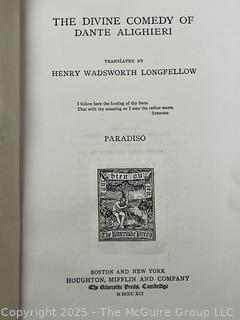 THE DIVINE COMEDY OF
DANTE ALIGHIERI
TRANSLATED BY
HENRY WADSWORTH LONGFELLOW
I follow here the footing of thy feete
That with thy meaning so I may the rather meete
SPENSER
PARADISO
bien ou
The Riverside Press
BOSTON AND NEW YORK
HOUGHTON, MIFFLIN AND COMPANY
The Riverside Press, Cambridge
M DCCC XCI
Copyright 2025 - The McGuire Group LLC